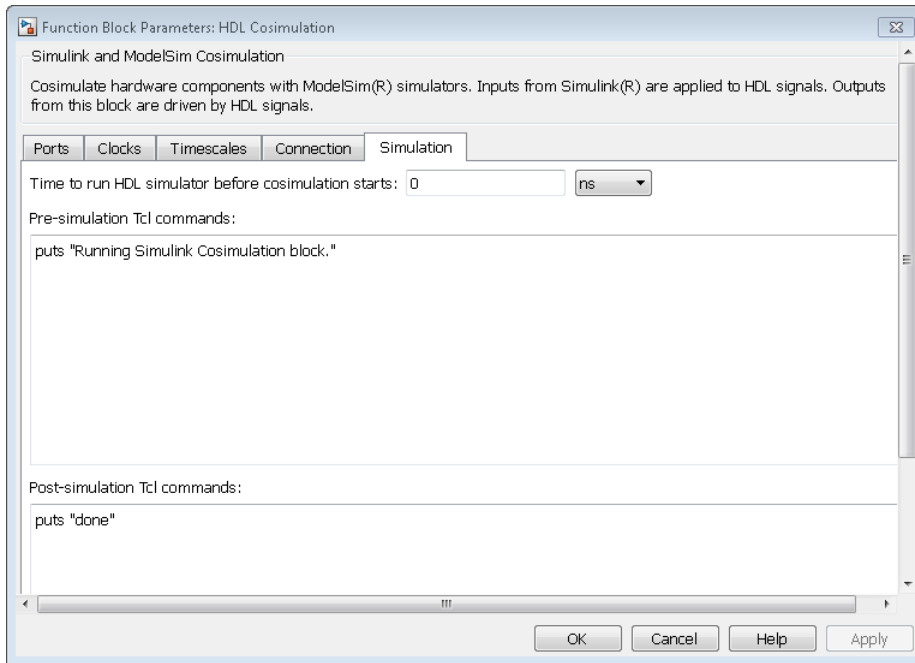 Function Block Parameters: HDL Cosimulation
Simulink and ModelSim Cosimulation
Cosimulate hardware components with ModelSim(R) simulators. Inputs from Simulink(R) are applied to HDL signals. Outputs
from this block are driven by HDL signals.
Ports Clocks Timescales Connection Simulation
Time to run HDL simulator before cosimulation starts: 0 ns
Pre-simulation Tcl commands:
puts "Running Simulink Cosimulation block."
Post-simulation Tcl commands:
puts "done"
OK Cancel Help Apply